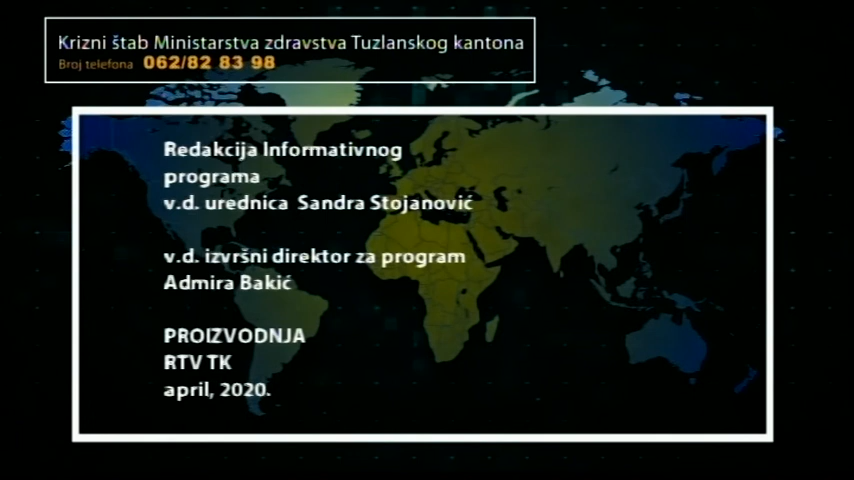 Krizni štab Ministarstva zdravstva Tuzlanskog kantona
Broj telefona 062/82 83 98
Redakcija Informativnog
programa
v.d. urednica Sandra Stojanović
v.d. izvršni direktor za program
Admira Bakić
PROIZVODNJA
RTV TK
april, 2020.